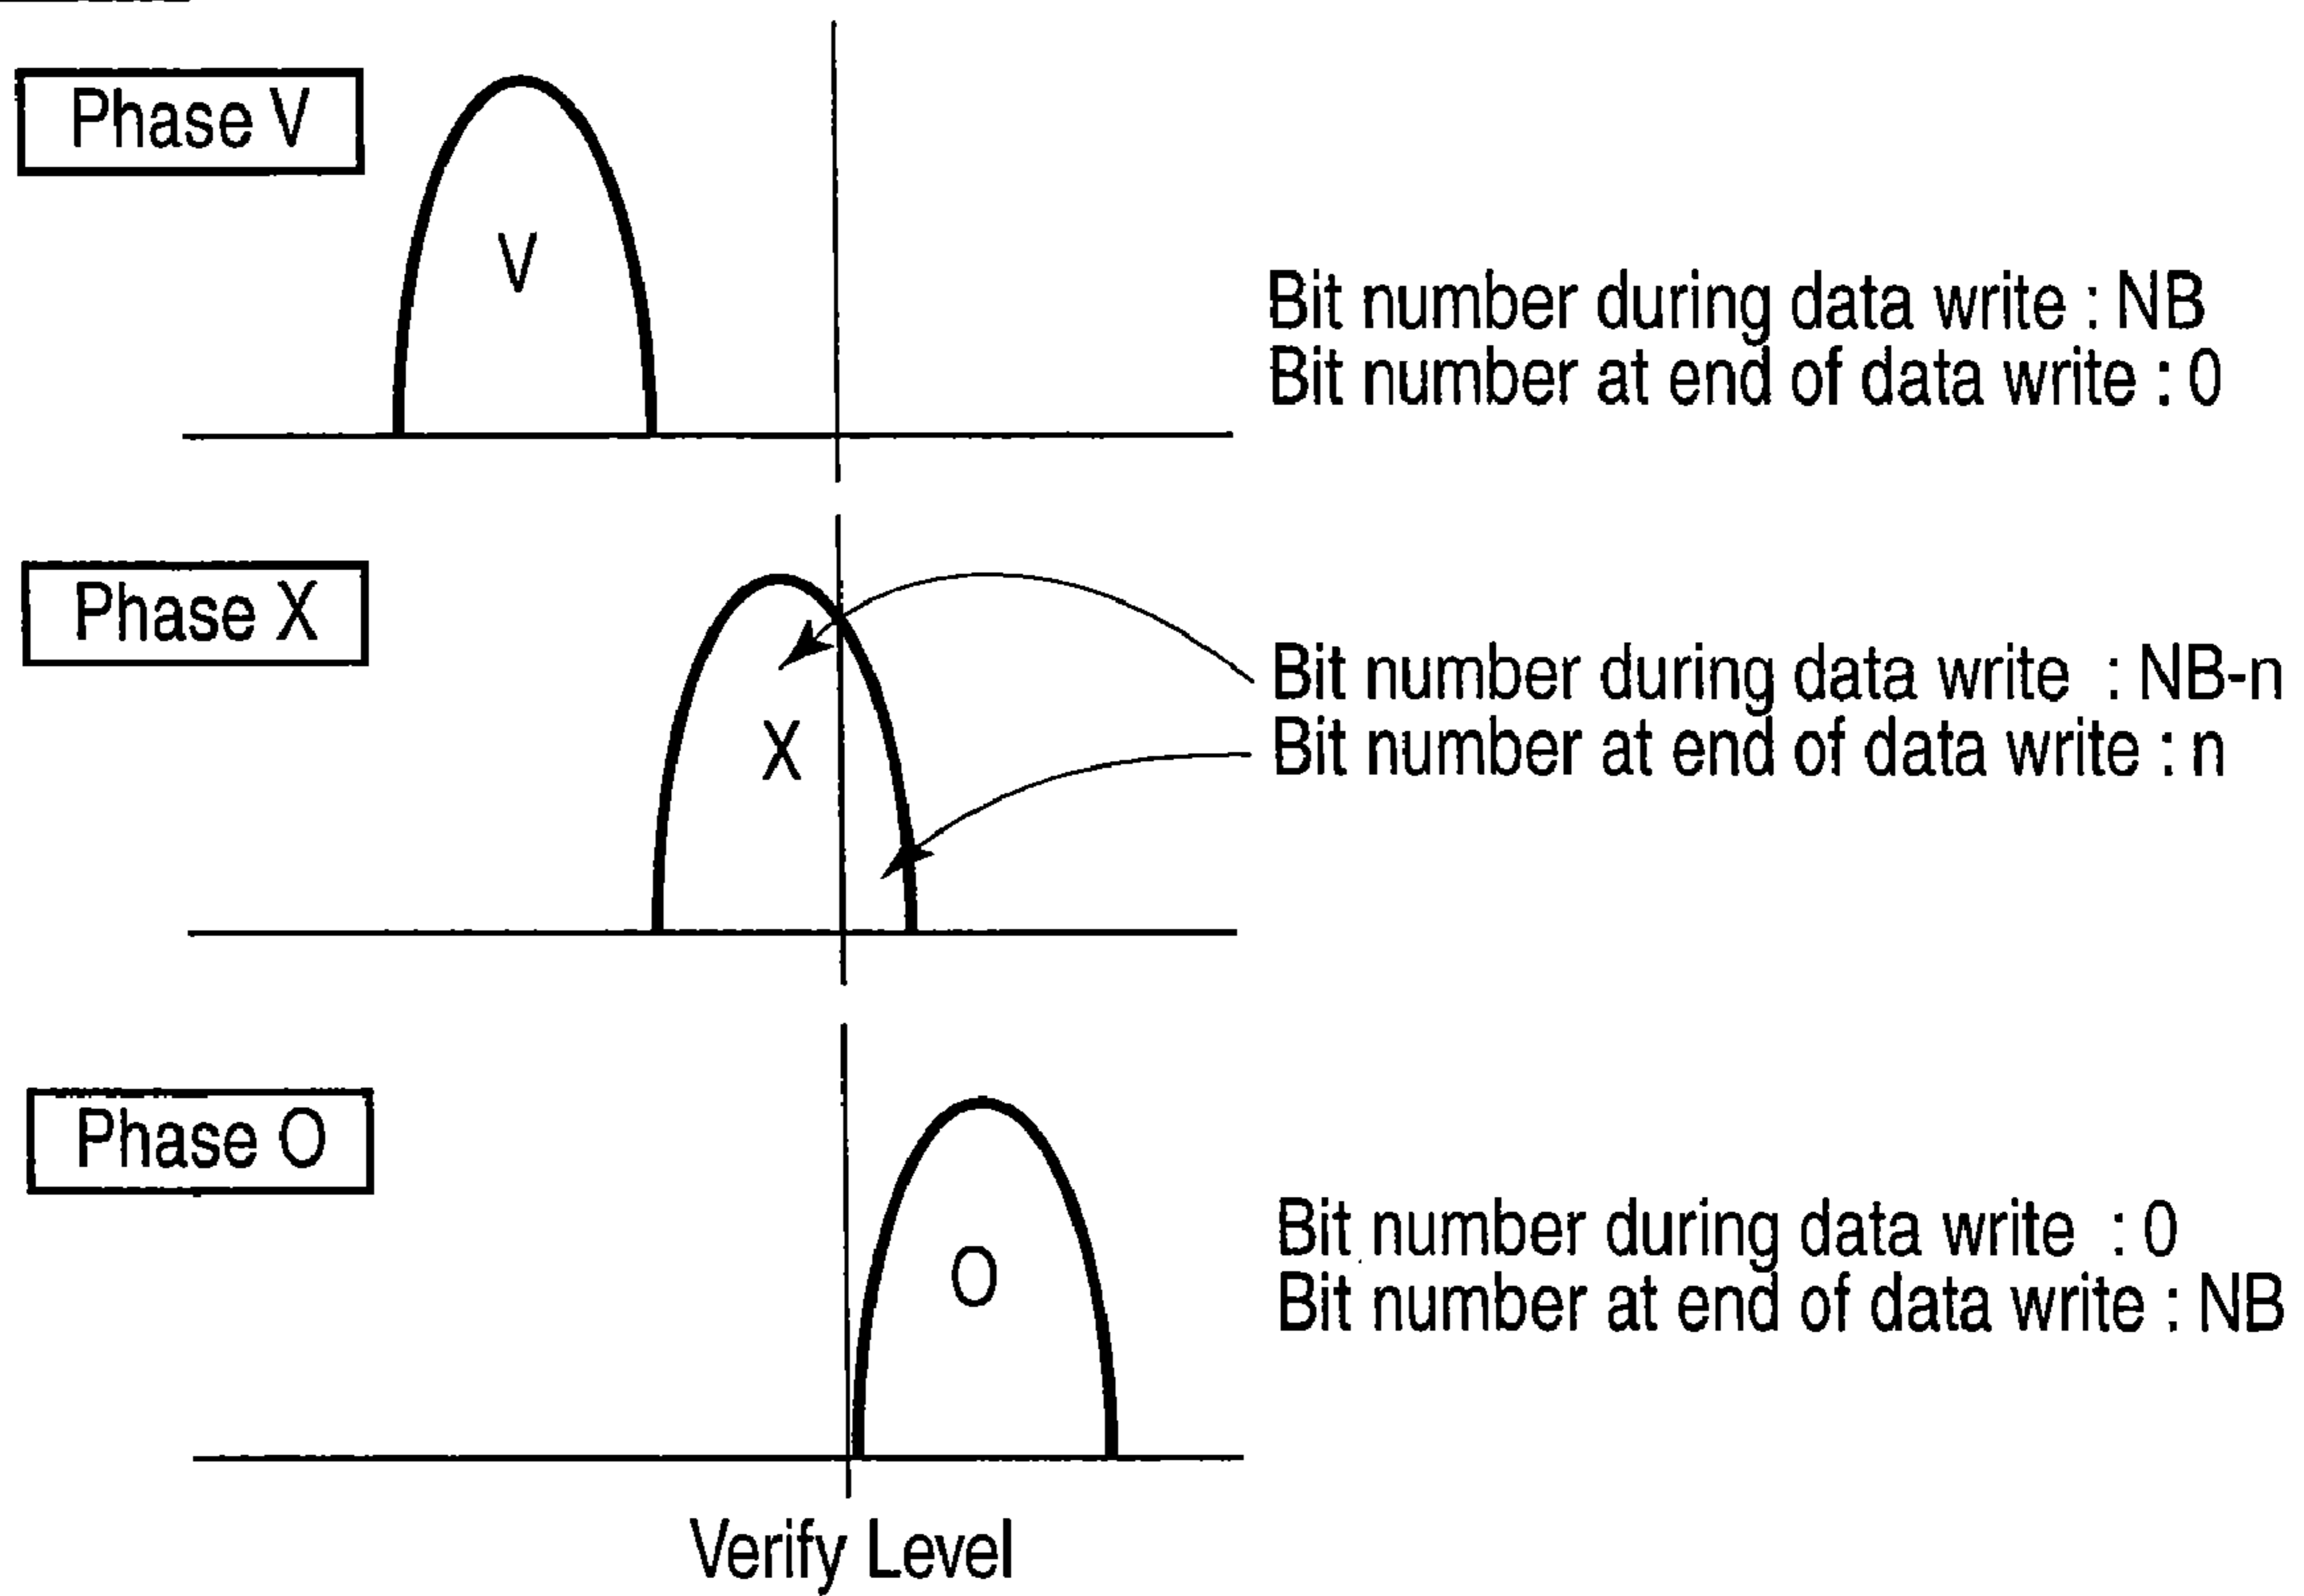 Phase V
V
Bit number during data write : NB
Bit number at end of data write : 0
Phase X
X
Bit number during data write : NB-n
Bit number at end of data write : n
Phase O
O
Bit number during data write : 0
Bit number at end of data write : NB
Verify Level